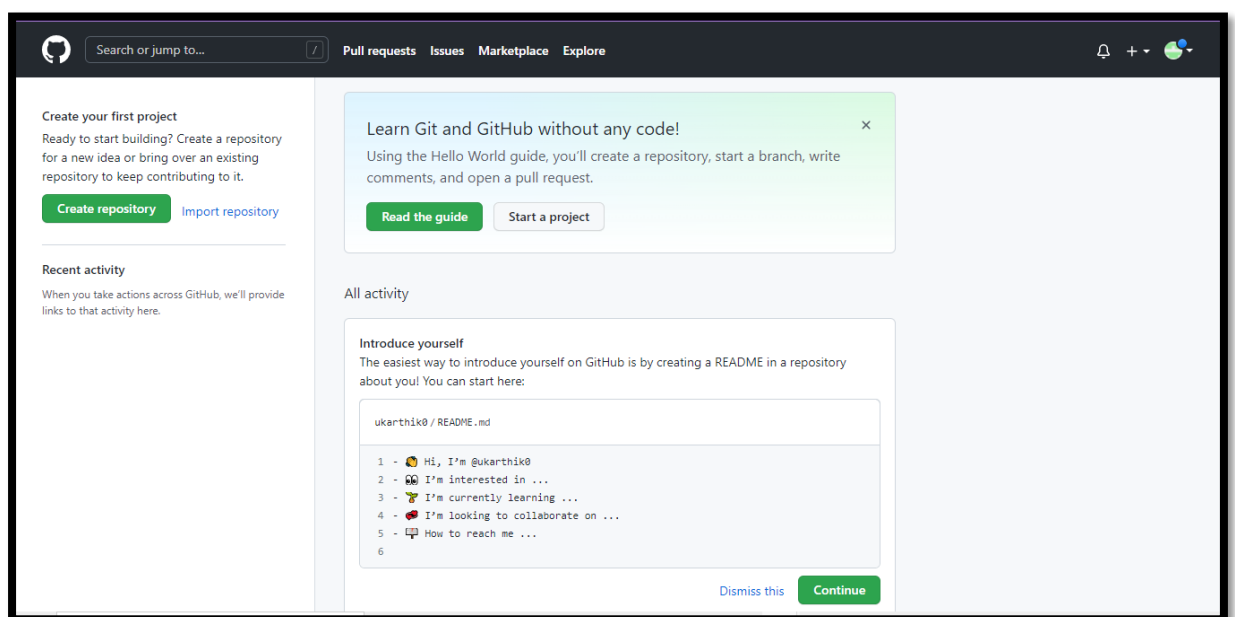 Search or jump to... /
Pull requests Issues Marketplace Explore
Create your first project
Ready to start building? Create a repository
for a new idea or bring over an existing
repository to keep contributing to it.
Create repository Import repository
Recent activity
When you take actions across GitHub, we'll provide
links to that activity here.
Learn Git and GitHub without any code!
Using the Hello World guide, you'll create a repository, start a branch, write
comments, and open a pull request.
Read the guide Start a project
All activity
Introduce yourself
The easiest way to introduce yourself on GitHub is by creating a README in a repository
about you! You can start here:
ukarthik0/README.md
1 - 👋 Hi, I'm @ukarthik0
2 - 👀 I'm interested in ...
3 - 🌱 I'm currently learning ...
4 - 💞️ I'm looking to collaborate on ...
5 - 📫 How to reach me ...
6
Dismiss this Continue